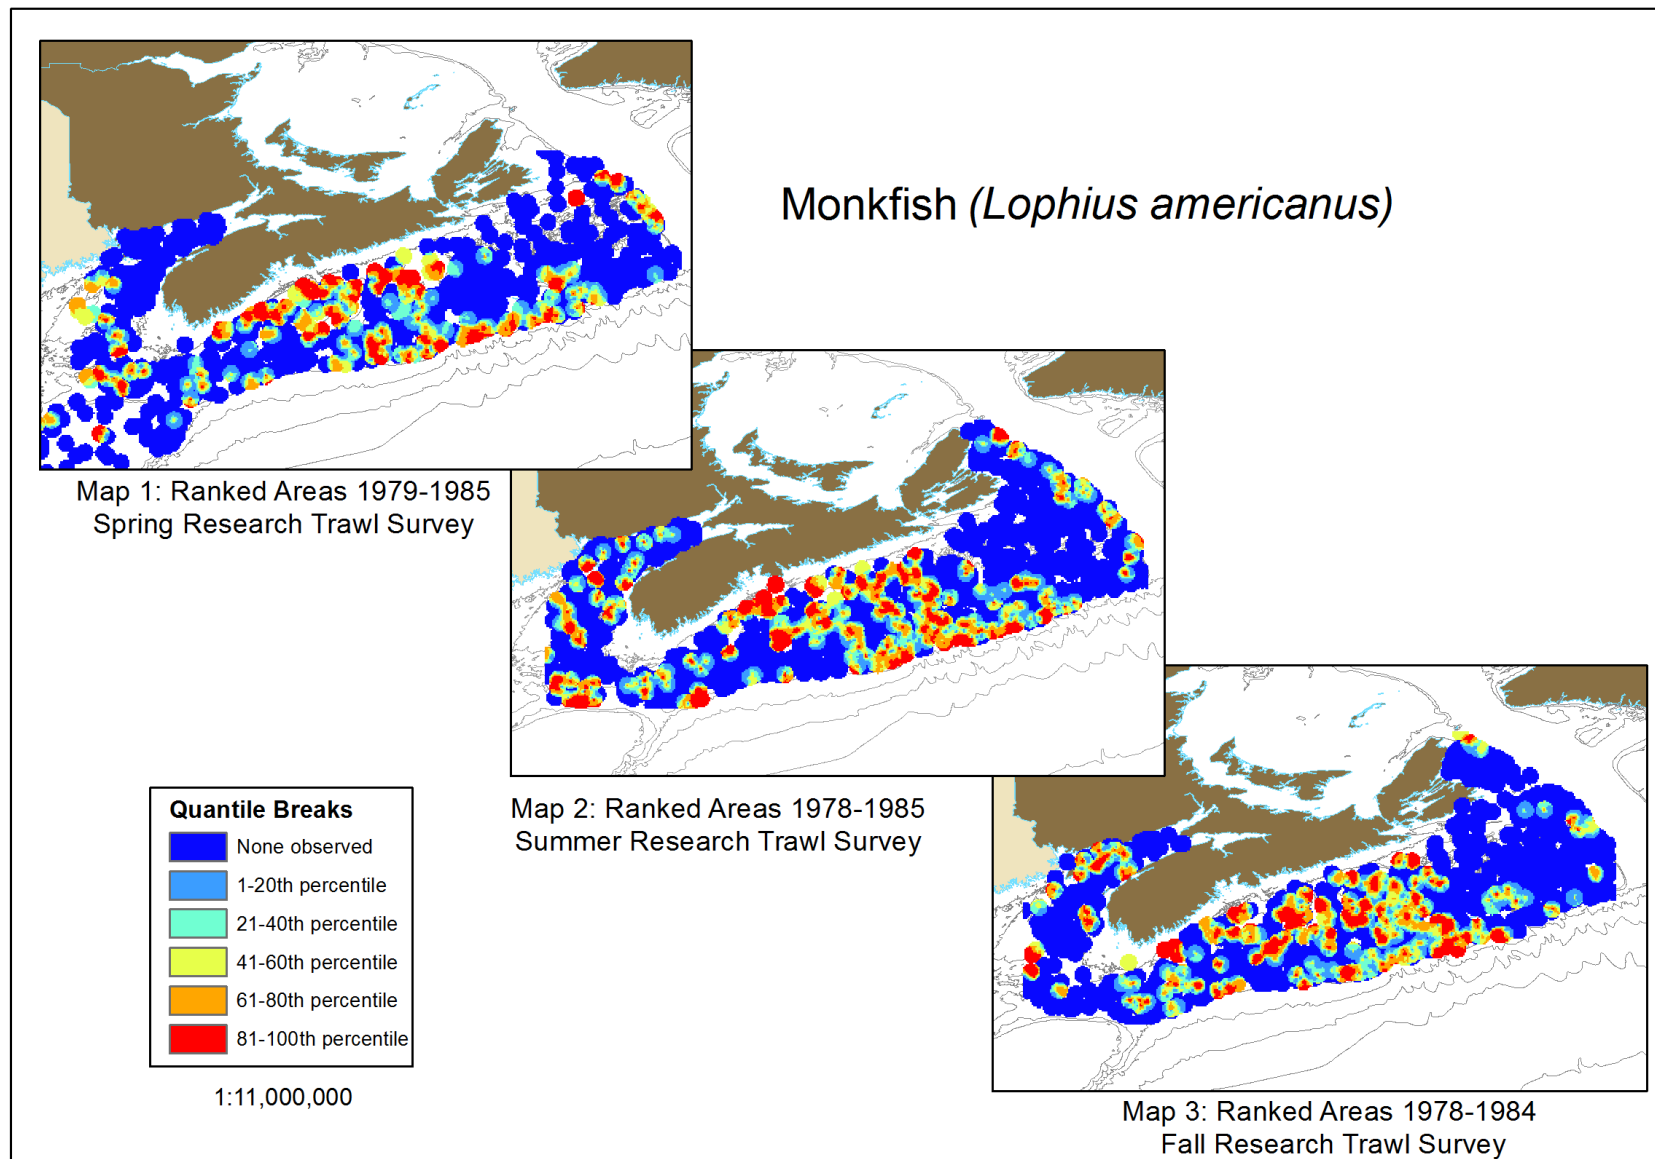 Monkfish (Lophius americanus)
Map 1: Ranked Areas 1979-1985
Spring Research Trawl Survey
Map 2: Ranked Areas 1978-1985
Summer Research Trawl Survey
Map 3: Ranked Areas 1978-1984
Fall Research Trawl Survey
Quantile Breaks
None observed
1-20th percentile
21-40th percentile
41-60th percentile
61-80th percentile
81-100th percentile
1:11,000,000